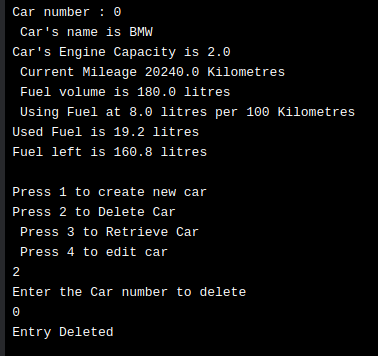 Car number : 0
Car's name is BMW
Car's Engine Capacity is 2.0
Current Mileage 20240.0 Kilometres
Fuel volume is 180.0 litres
Using Fuel at 8.0 litres per 100 Kilometres
Used Fuel is 19.2 litres
Fuel left is 160.8 litres
Press 1 to create new car
Press 2 to Delete Car
Press 3 to Retrieve Car
Press 4 to edit car
2
Enter the Car number to delete
0
Entry Deleted